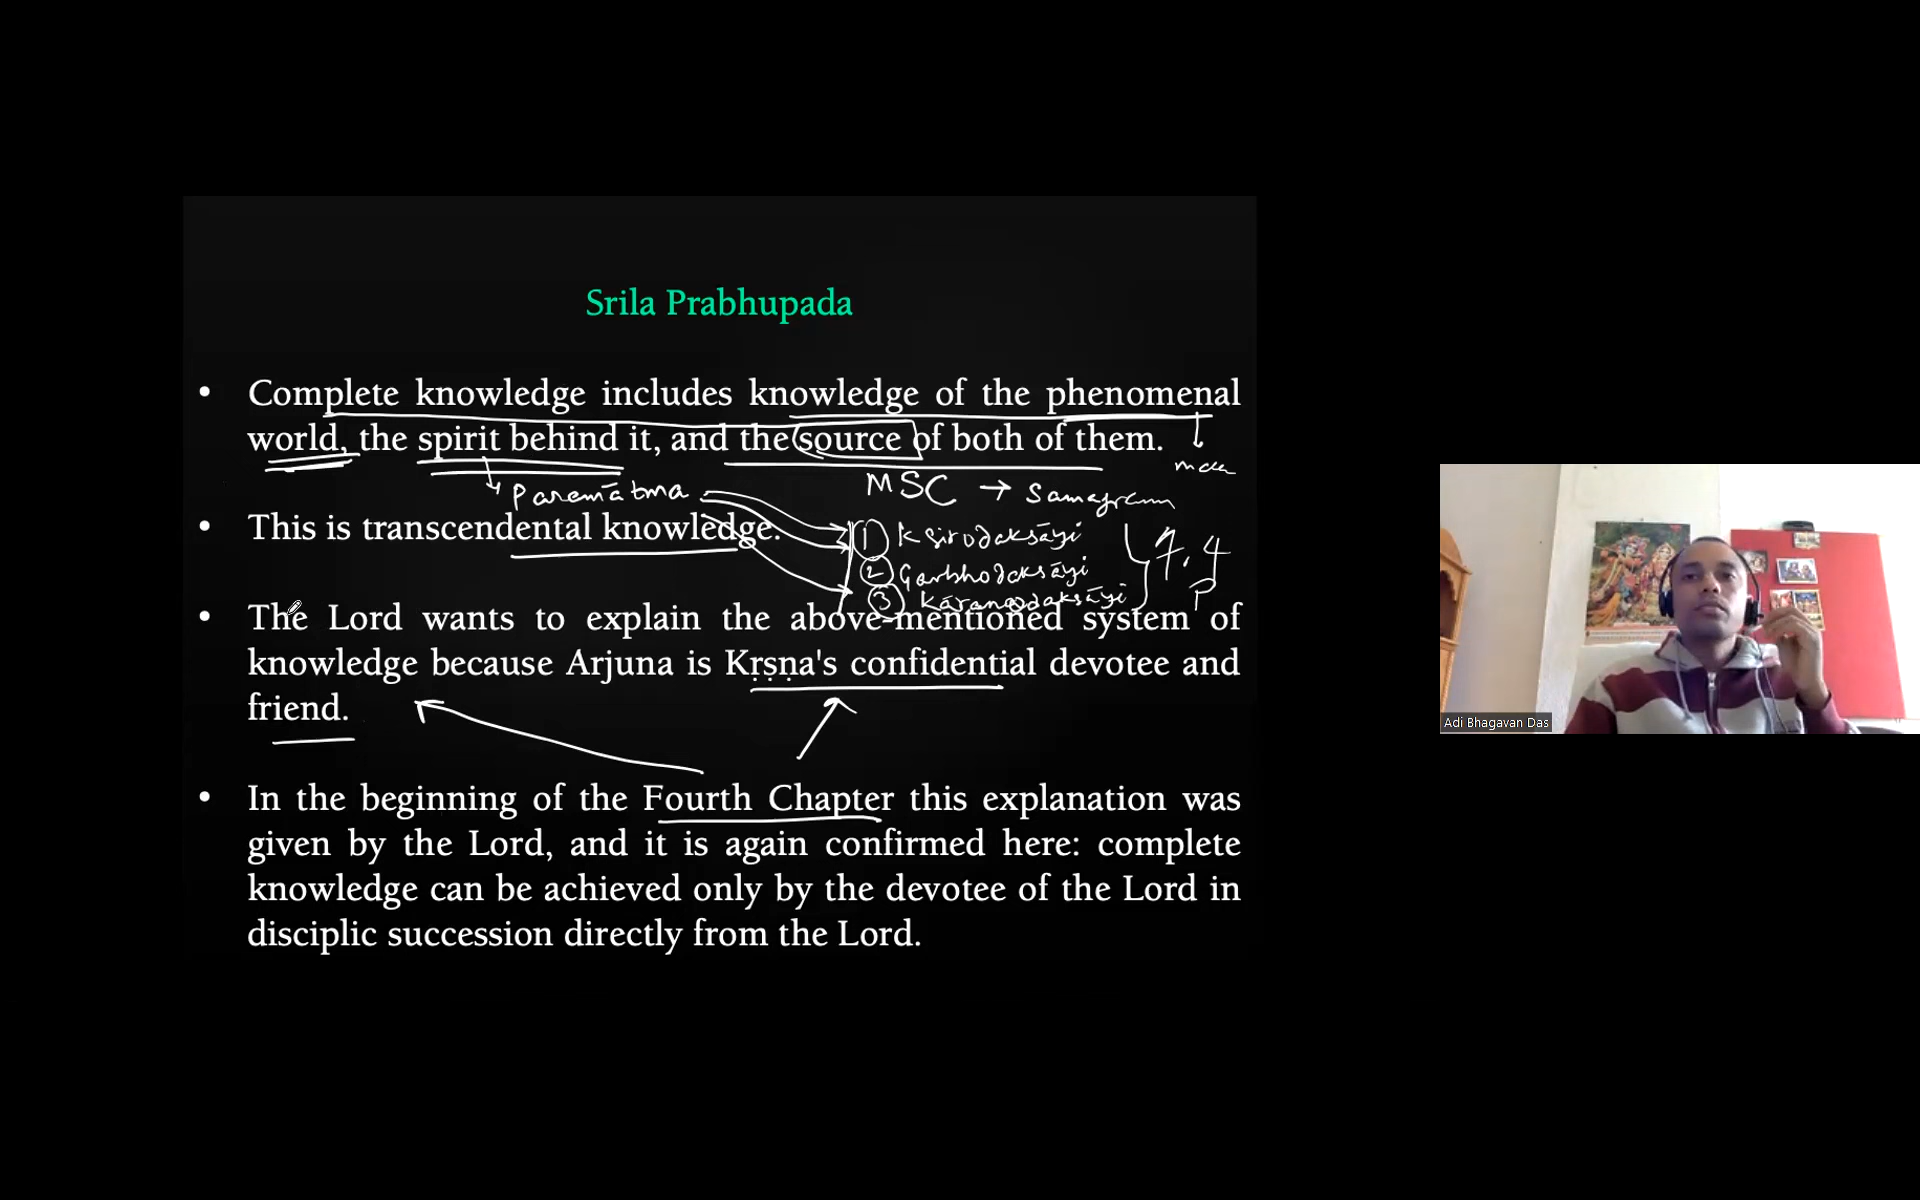 Srila Prabhupada
• Complete knowledge includes knowledge of the phenomenal
world, the spirit behind it, and the source of both of them.
MSC → Samagram
Paramātma
• This is transcendental knowledge.
1 Kṣirodakṣāyi
2 Garbhodakṣāyi
3 Kāranodakṣāyi
7.4
P
• The Lord wants to explain the above-mentioned system of
knowledge because Arjuna is Kṛṣṇa's confidential devotee and
friend.
• In the beginning of the Fourth Chapter this explanation was
given by the Lord, and it is again confirmed here: complete
knowledge can be achieved only by the devotee of the Lord in
disciplic succession directly from the Lord.
Adi Bhagavan Das